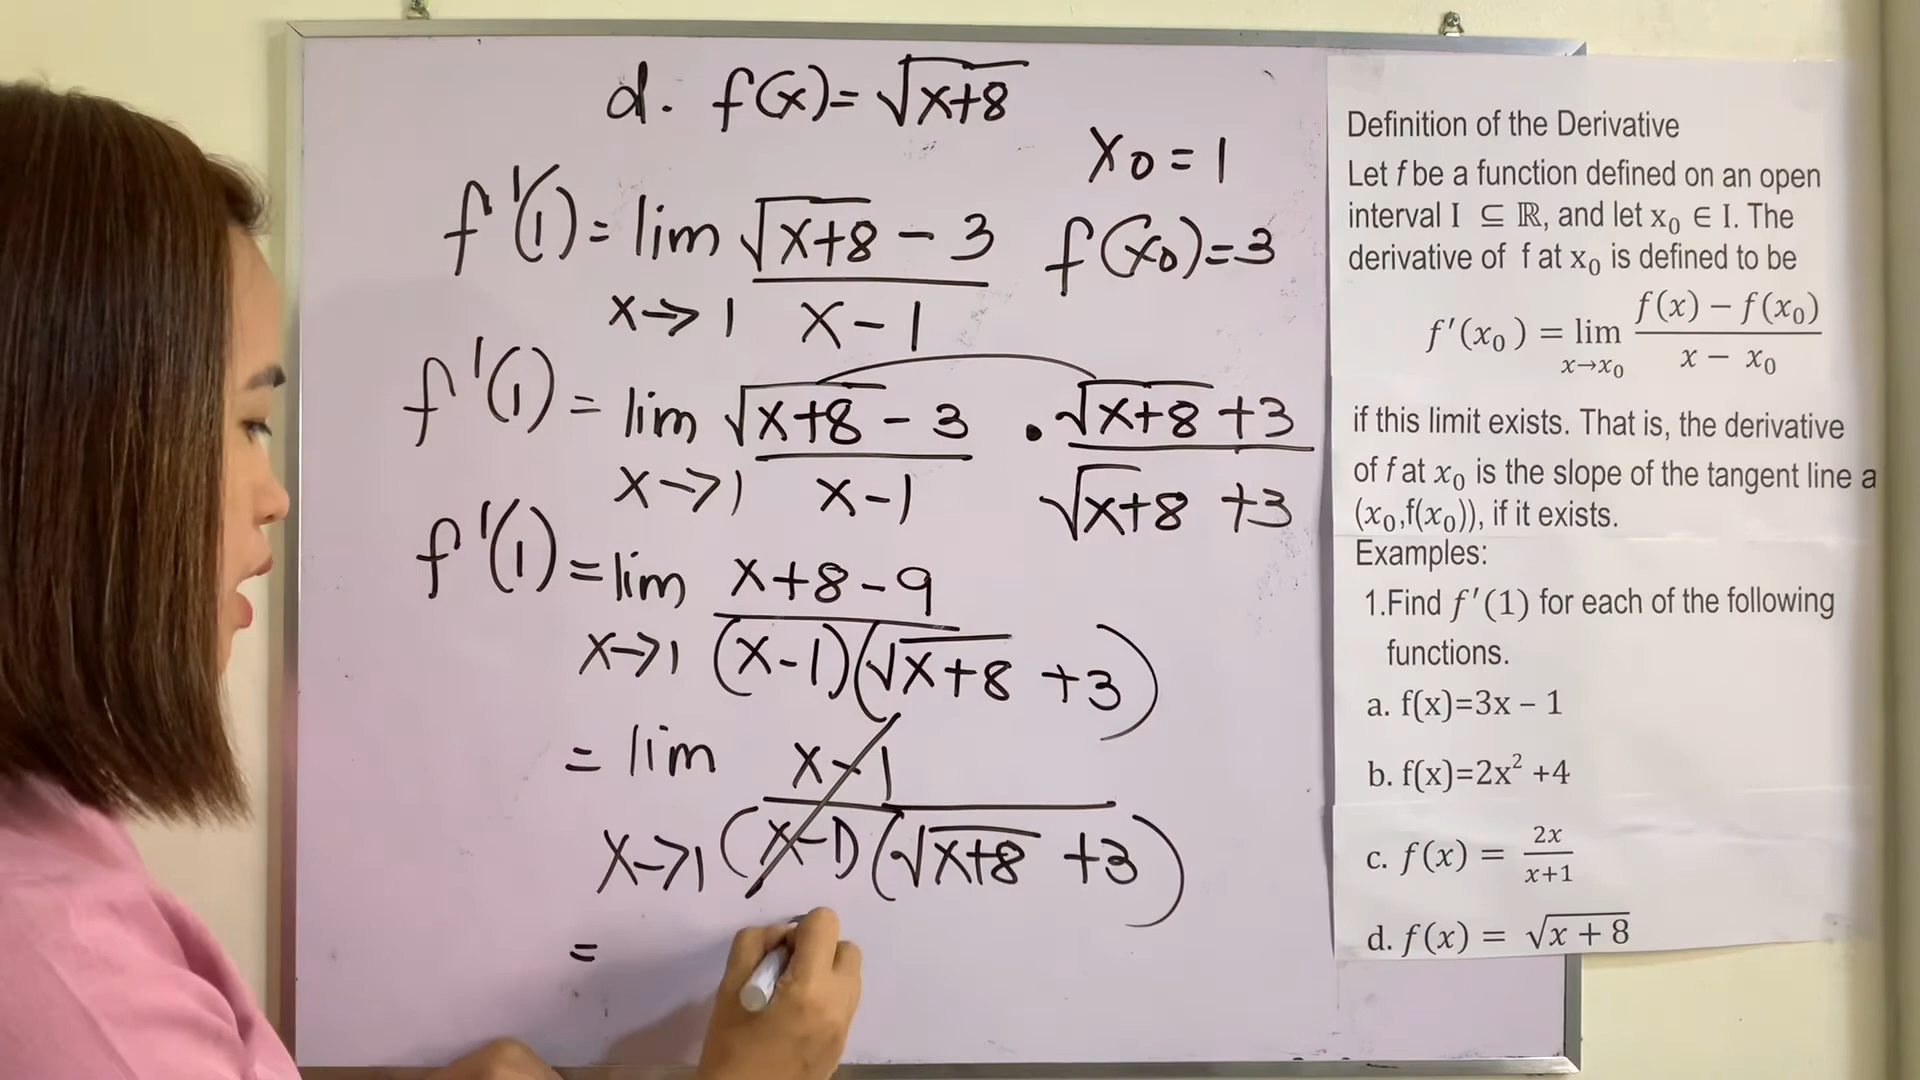 d. f(x)= √x+8
x₀ = 1
f'(1) = lim √x+8 - 3
x→1 x-1
f(x₀)=3
f'(1) = lim √x+8 - 3 · √x+8 +3
x→1 x-1 √x+8 +3
f'(1) = lim x+8-9
x→1 (x-1)(√x+8 +3)
= lim x-1
x→1 (x-1)(√x+8 +3)
=
Definition of the Derivative
Let f be a function defined on an open
interval I ⊆ ℝ, and let x₀ ∈ I. The
derivative of f at x₀ is defined to be
f'(x₀) = lim x→x₀ f(x) − f(x₀) / x − x₀
if this limit exists. That is, the derivative
of f at x₀ is the slope of the tangent line a
(x₀,f(x₀)), if it exists.
Examples:
1.Find f'(1) for each of the following
functions.
a. f(x)=3x − 1
b. f(x)=2x² +4
c. f(x) = 2x / x+1
d. f(x) = √x + 8